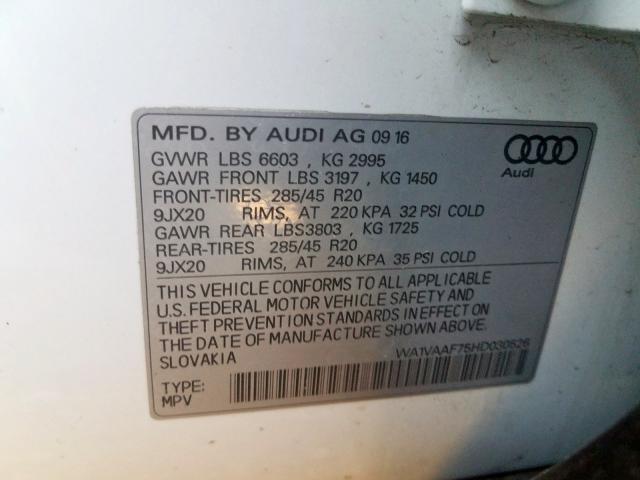 MFD. BY AUDI AG 09 16
GVWR LBS 6603 , KG 2995
GAWR FRONT LBS 3197 , KG 1450
FRONT-TIRES 285/45 R20
9JX20 RIMS, AT 220 KPA 32 PSI COLD
GAWR REAR LBS3803 , KG 1725
REAR-TIRES 285/45 R20
9JX20 RIMS, AT 240 KPA 35 PSI COLD
Audi
THIS VEHICLE CONFORMS TO ALL APPLICABLE
U.S. FEDERAL MOTOR VEHICLE SAFETY AND
THEFT PREVENTION STANDARDS IN EFFECT ON
THE DATE OF MANUFACTURE SHOWN ABOVE.
SLOVAKIA
WA1VAAF75HD030526
TYPE:
MPV